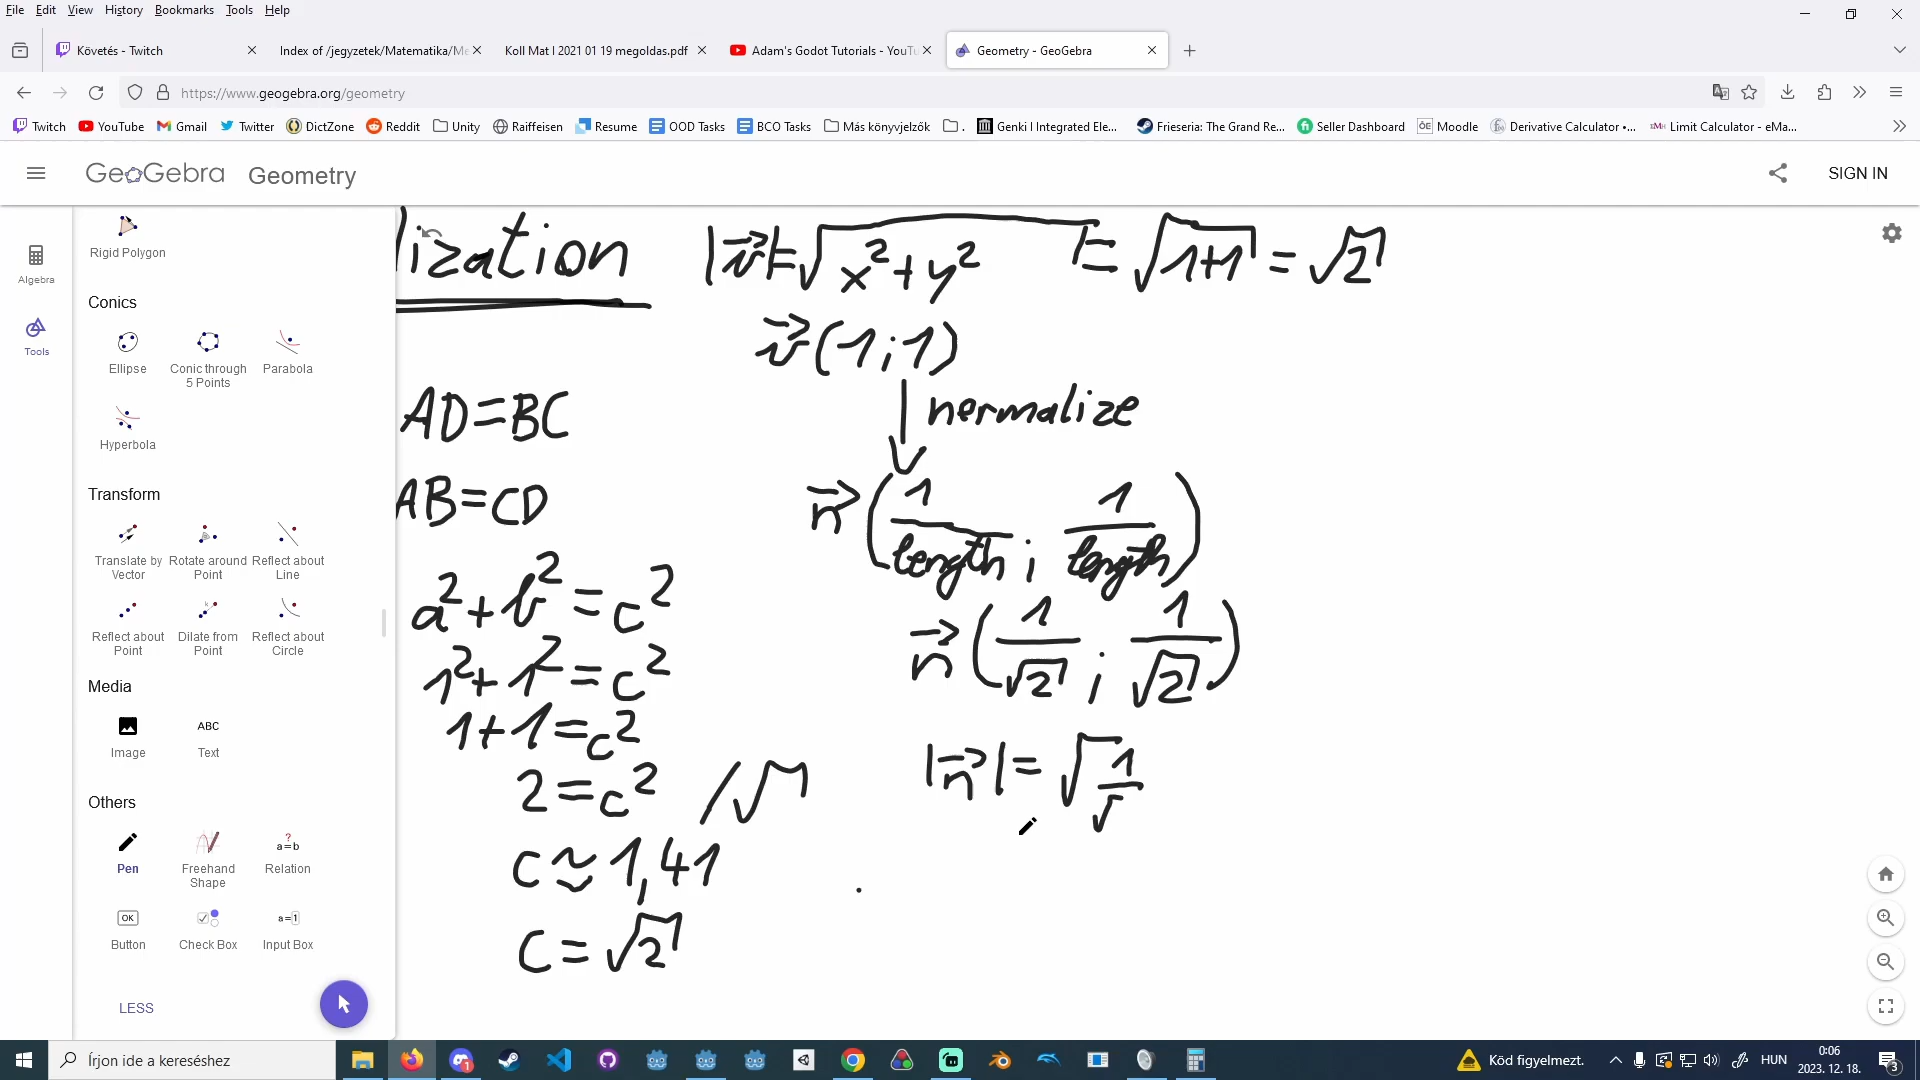 File Edit View History Bookmarks Tools Help
Követés - Twitch
Index of /jegyzetek/Matematika/Me
Koll Mat I 2021 01 19 megoldas.pdf
Adam's Godot Tutorials - YouTu
Geometry - GeoGebra
https://www.geogebra.org/geometry
Twitch YouTube Gmail Twitter DictZone Reddit Unity Raiffeisen Resume OOD Tasks BCO Tasks Más könyvjelzők . Genki I Integrated Ele... Frieseria: The Grand Re... Seller Dashboard Moodle Derivative Calculator •... Limit Calculator - eMa...
GeoGebra Geometry
SIGN IN
Algebra
Tools
Rigid Polygon
Conics
Ellipse
Conic through 5 Points
Parabola
Hyperbola
Transform
Translate by Vector
Rotate around Point
Reflect about Line
Reflect about Point
Dilate from Point
Reflect about Circle
Media
Image
ABC
Text
Others
Pen
Freehand Shape
a=b
Relation
OK
Button
Check Box
a=1
Input Box
LESS
lization
AD=BC
AB=CD
a²+b²=c²
1²+1²=c²
1+1=c²
2=c² /√
c≈1,41
c=√2
|v⃗|=√x²+y² = √1+1 = √2
v⃗(1;1)
nermalize
n⃗(1/length ; 1/length)
n⃗(1/√2 ; 1/√2)
|n⃗|=√1/√
Írjon ide a kereséshez
Kód figyelmezt.
HUN
0:06
2023. 12. 18.
3